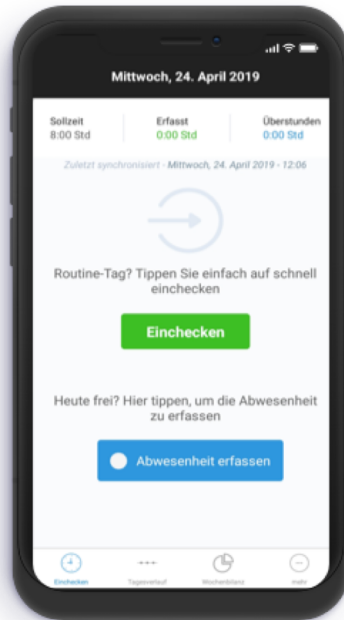 Mittwoch, 24. April 2019
Sollzeit
Erfasst
Überstunden
8:00 Std
0:00 Std
0:00 Std
Zuletzt synchronisiert - Mittwoch, 24. April 2019 - 12:06
Routine-Tag? Tippen Sie einfach auf schnell
einchecken
Einchecken
Heute frei? Hier tippen, um die Abwesenheit
zu erfassen
Abwesenheit erfassen
Einchecken
Tagesverlauf
Wochenbilanz
mehr